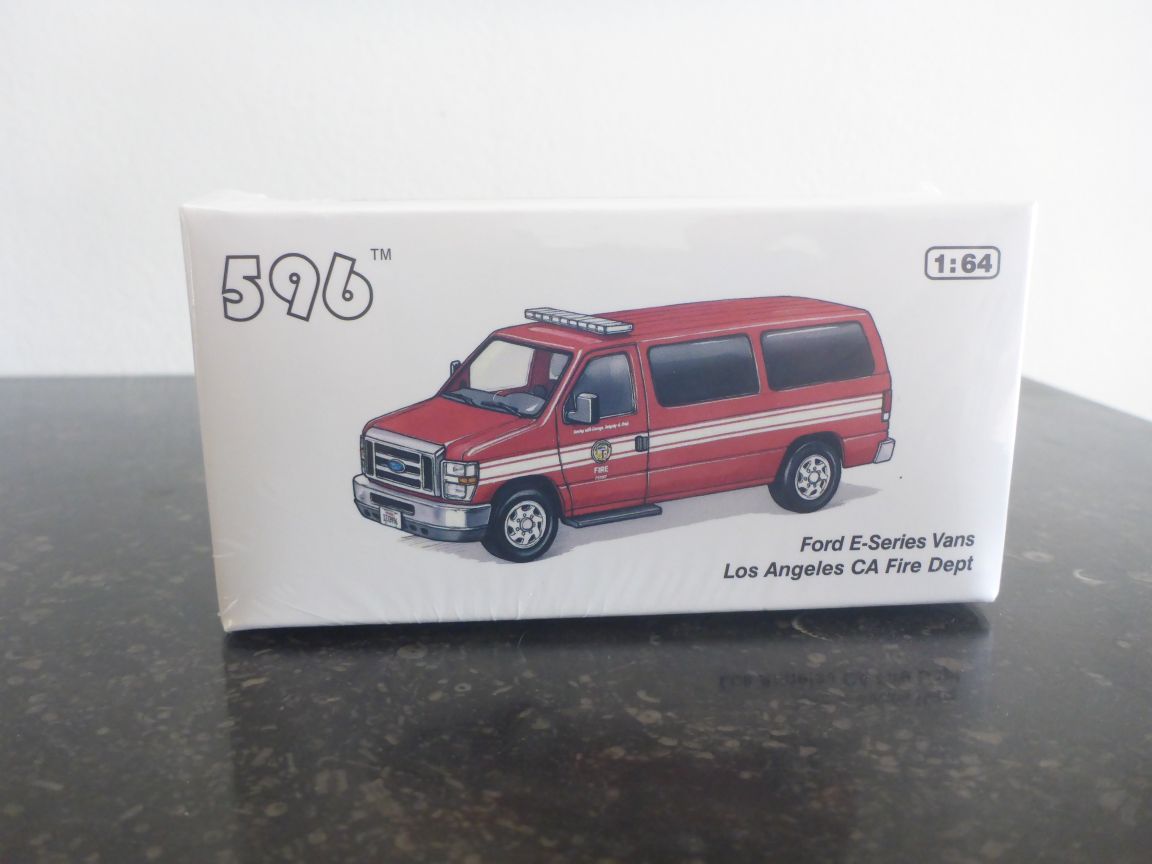 596™
1:64
FIRE
Ford E-Series Vans
Los Angeles CA Fire Dept